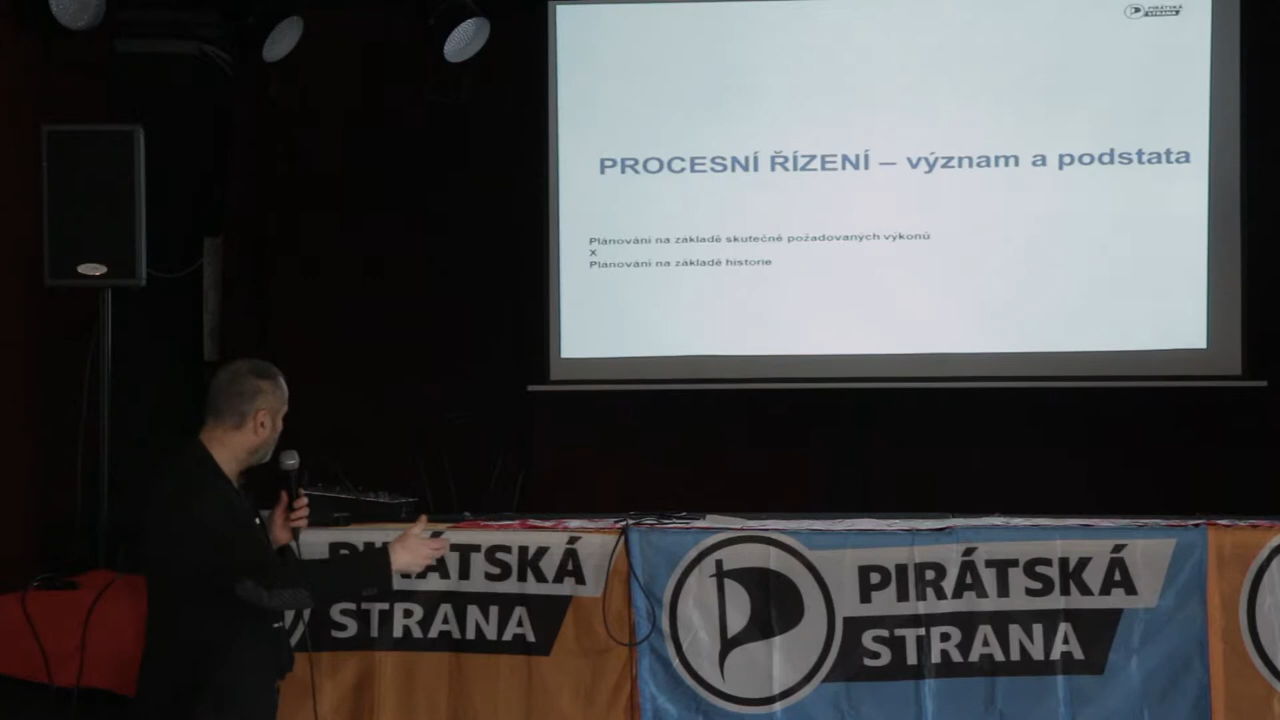 PIRÁTSKÁ
STRANA
PROCESNÍ ŘÍZENÍ – význam a podstata
Plánování na základě skutečně požadovaných výkonů
X
Plánování na základě historie
PIRÁTSKÁ
STRANA
PIRÁTSKÁ
STRANA